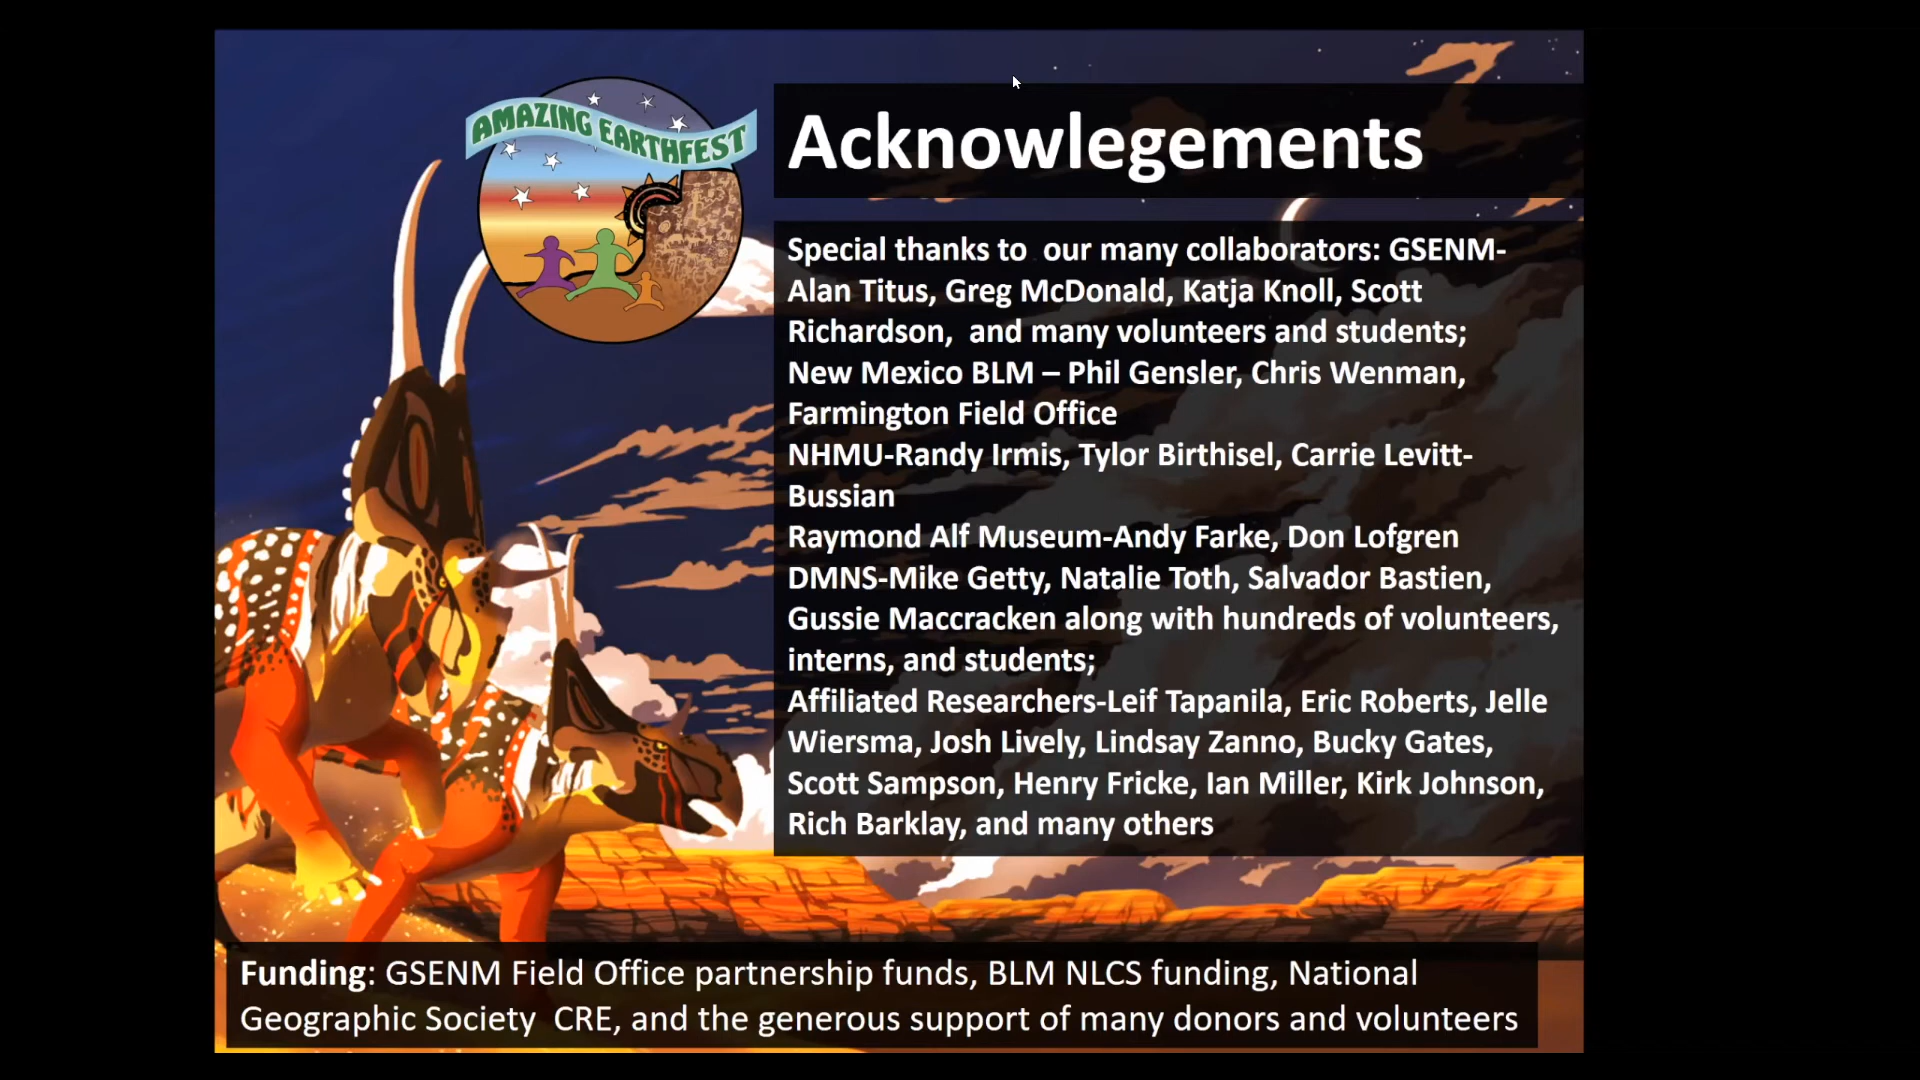 AMAZING EARTHFEST
Acknowlegements
Special thanks to  our many collaborators: GSENM-
Alan Titus, Greg McDonald, Katja Knoll, Scott
Richardson,  and many volunteers and students;
New Mexico BLM – Phil Gensler, Chris Wenman,
Farmington Field Office
NHMU-Randy Irmis, Tylor Birthisel, Carrie Levitt-
Bussian
Raymond Alf Museum-Andy Farke, Don Lofgren
DMNS-Mike Getty, Natalie Toth, Salvador Bastien,
Gussie Maccracken along with hundreds of volunteers,
interns, and students;
Affiliated Researchers-Leif Tapanila, Eric Roberts, Jelle
Wiersma, Josh Lively, Lindsay Zanno, Bucky Gates,
Scott Sampson, Henry Fricke, Ian Miller, Kirk Johnson,
Rich Barklay, and many others
Funding: GSENM Field Office partnership funds, BLM NLCS funding, National
Geographic Society  CRE, and the generous support of many donors and volunteers